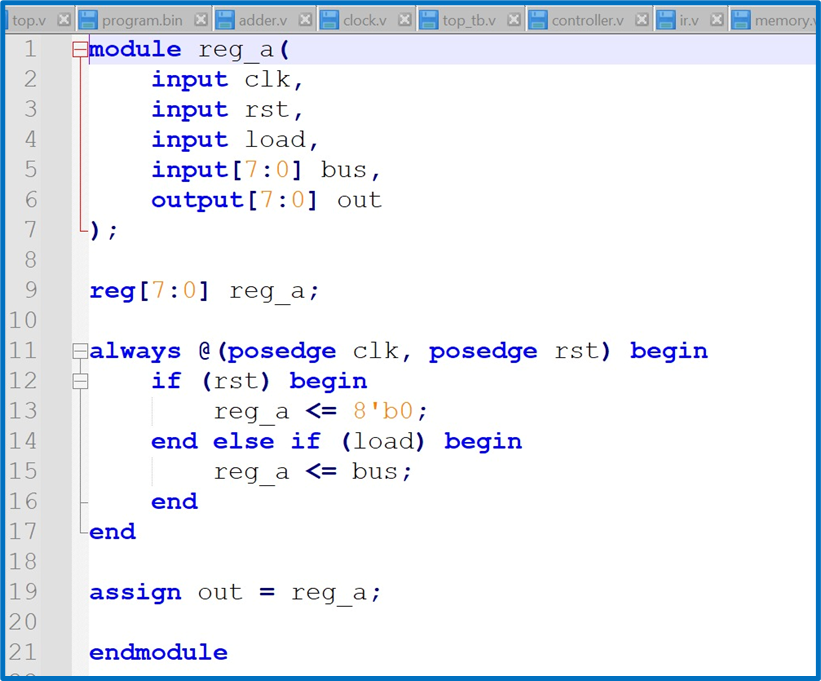 top.v program.bin adder.v clock.v top_tb.v controller.v ir.v memory.v
1 module reg_a(
2     input clk,
3     input rst,
4     input load,
5     input[7:0] bus,
6     output[7:0] out
7 );
8
9 reg[7:0] reg_a;
10
11 always @(posedge clk, posedge rst) begin
12     if (rst) begin
13         reg_a <= 8'b0;
14     end else if (load) begin
15         reg_a <= bus;
16     end
17 end
18
19 assign out = reg_a;
20
21 endmodule